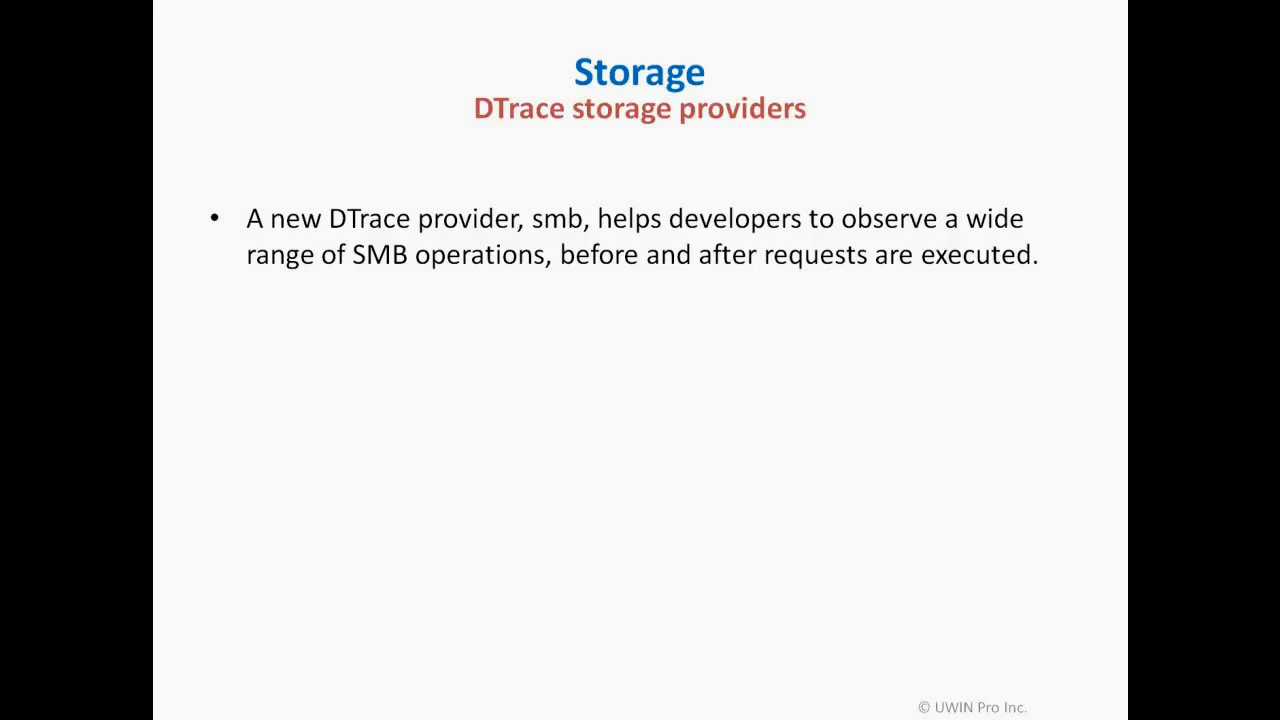 Storage
DTrace storage providers
• A new DTrace provider, smb, helps developers to observe a wide
range of SMB operations, before and after requests are executed.
© UWIN Pro Inc.